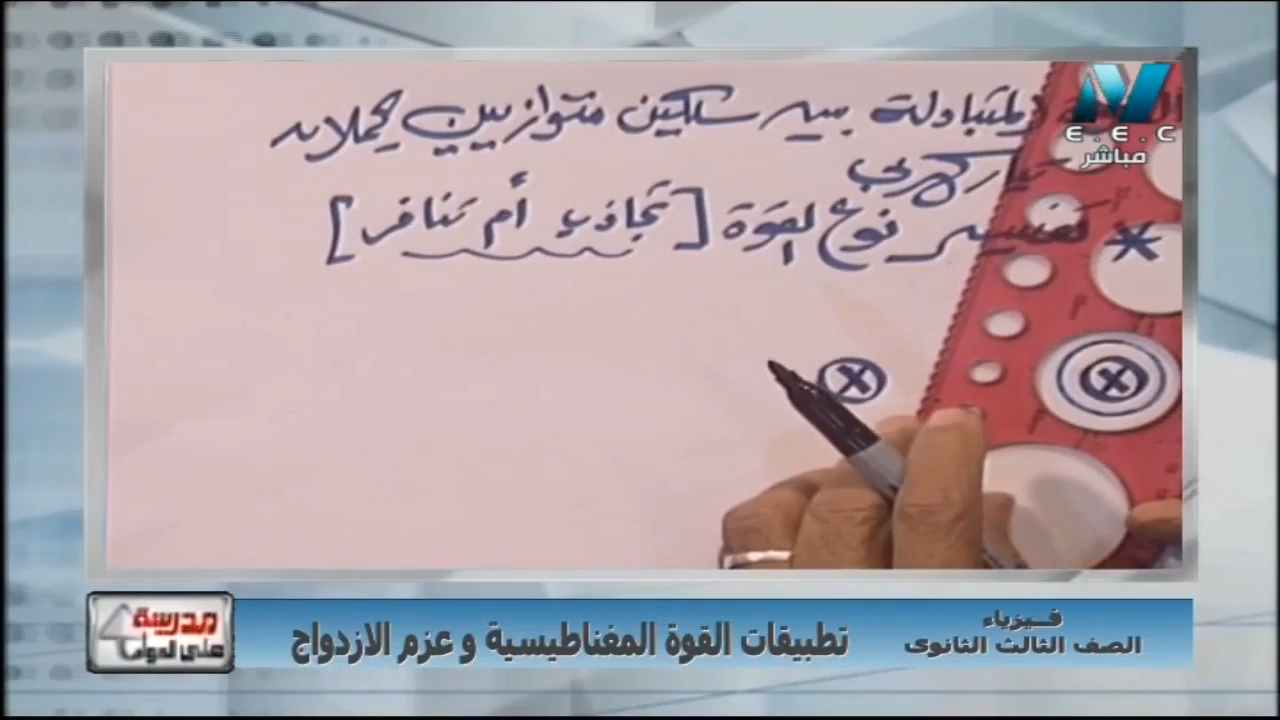 المتبادلة بين سلكين متوازيين يحملان
تيار كهربي
* تفسير نوع القوة [تجاذب أم تنافر]
E.E.C
مباشر
فيزياء
الصف الثالث الثانوى
تطبيقات القوة المغناطيسية و عزم الازدواج
مدرسة
على الهواء